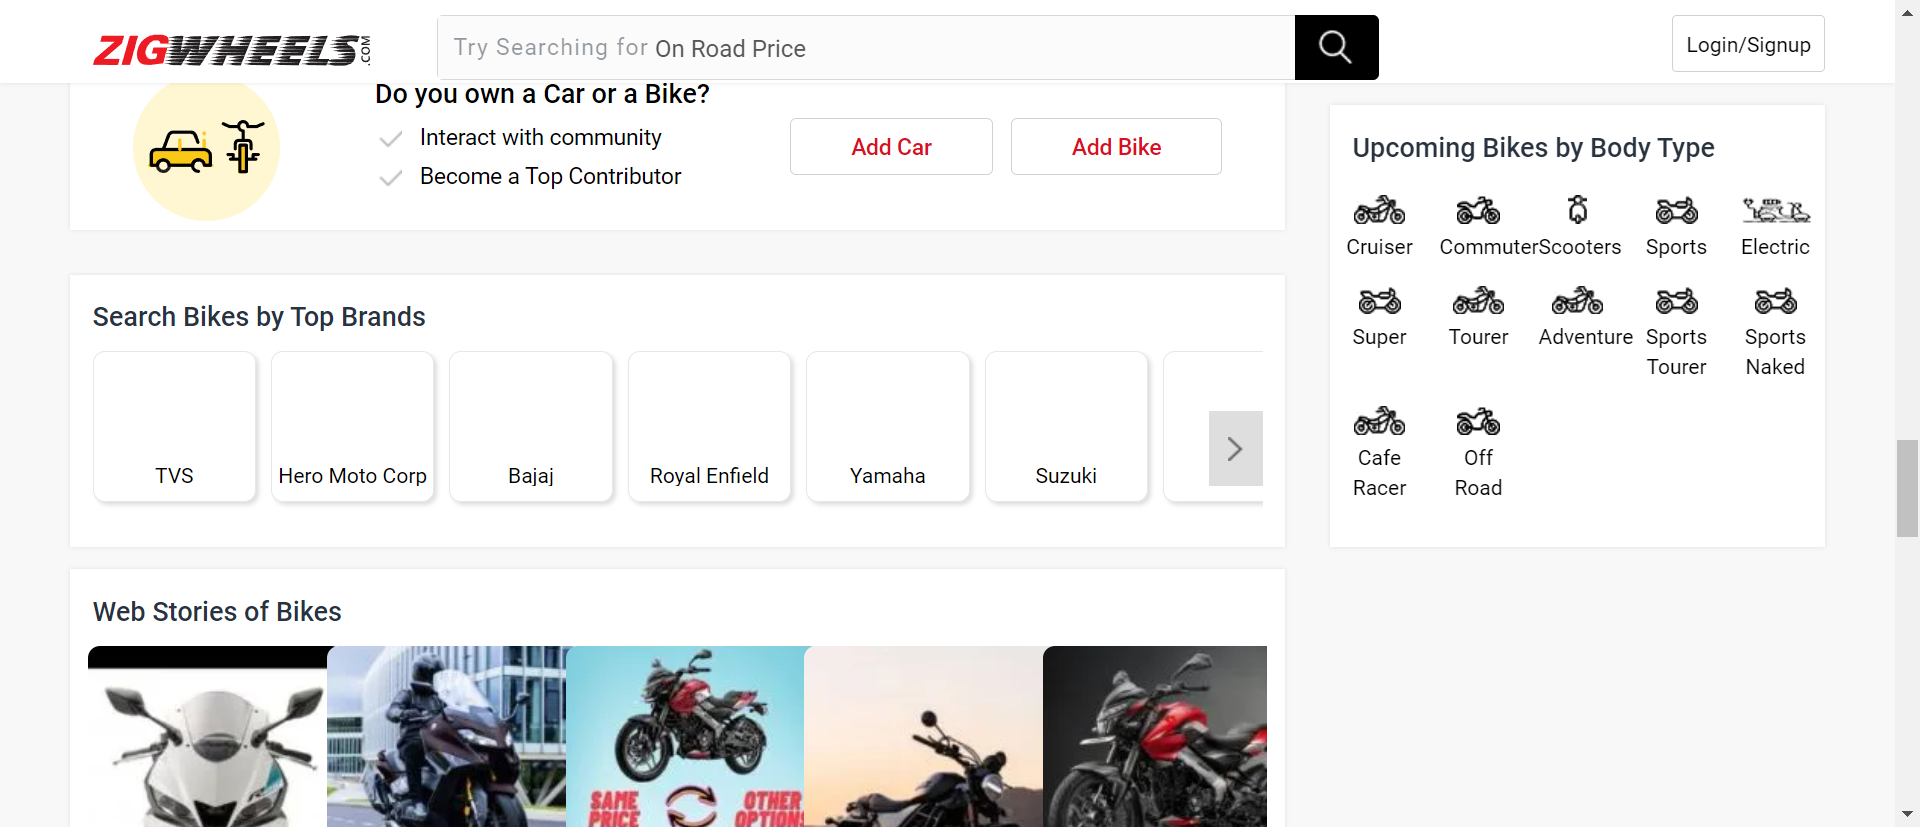 ZIGWHEELS.COM
Try Searching for On Road Price
Login/Signup
Do you own a Car or a Bike?
Interact with community
Become a Top Contributor
Add Car
Add Bike
Search Bikes by Top Brands
TVS
Hero Moto Corp
Bajaj
Royal Enfield
Yamaha
Suzuki
Upcoming Bikes by Body Type
Cruiser
Commuter
Scooters
Sports
Electric
Super
Tourer
Adventure
Sports
Tourer
Sports
Naked
Cafe
Racer
Off
Road
Web Stories of Bikes
SAME
PRICE
OTHER
OPTIONS